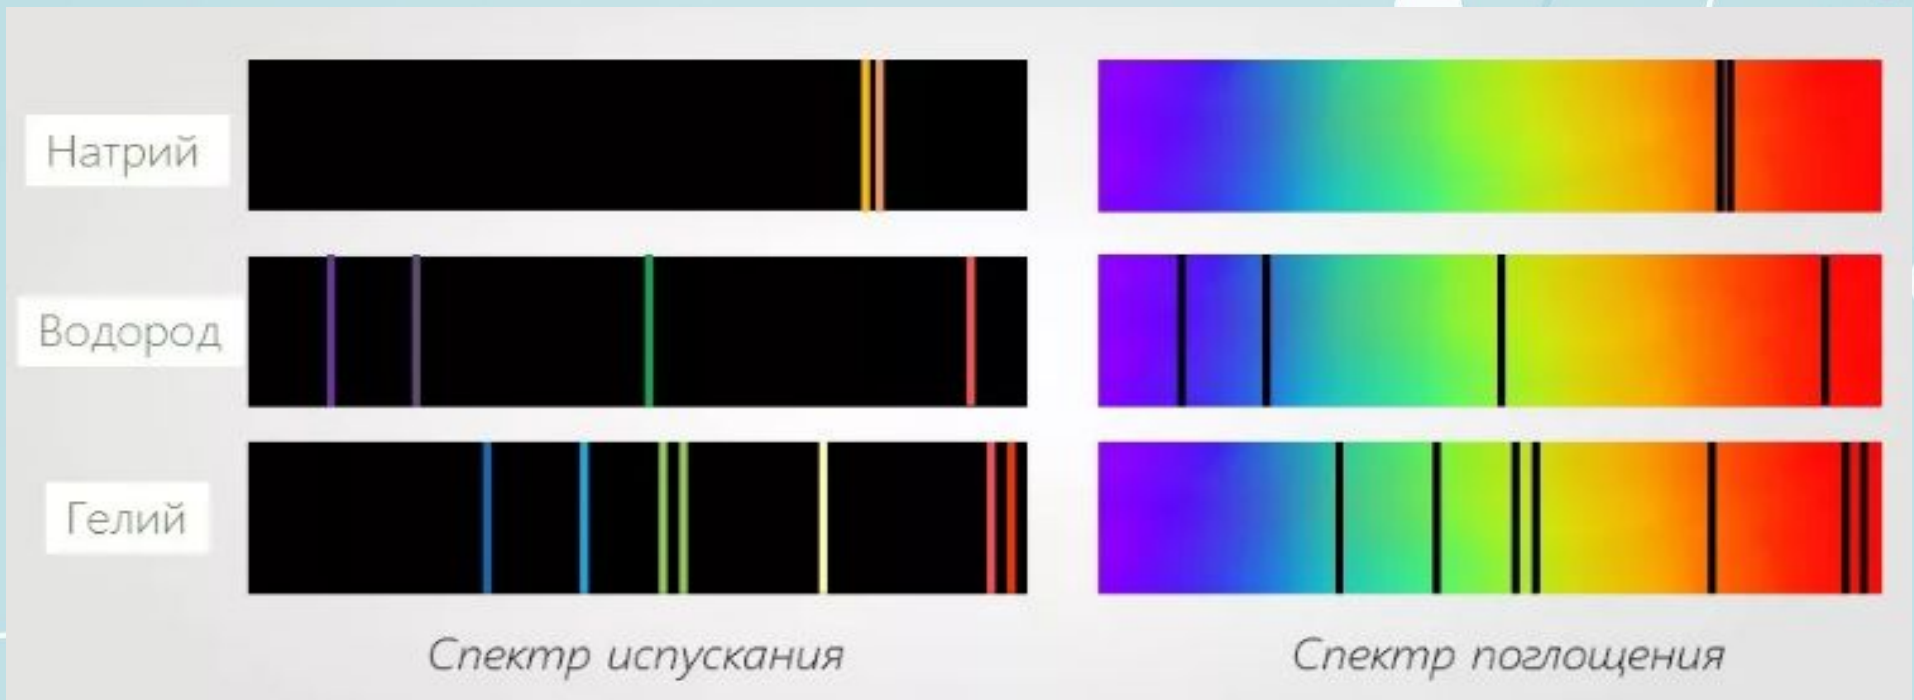 Натрий
Водород
Гелий
Спектр испускания
Спектр поглощения